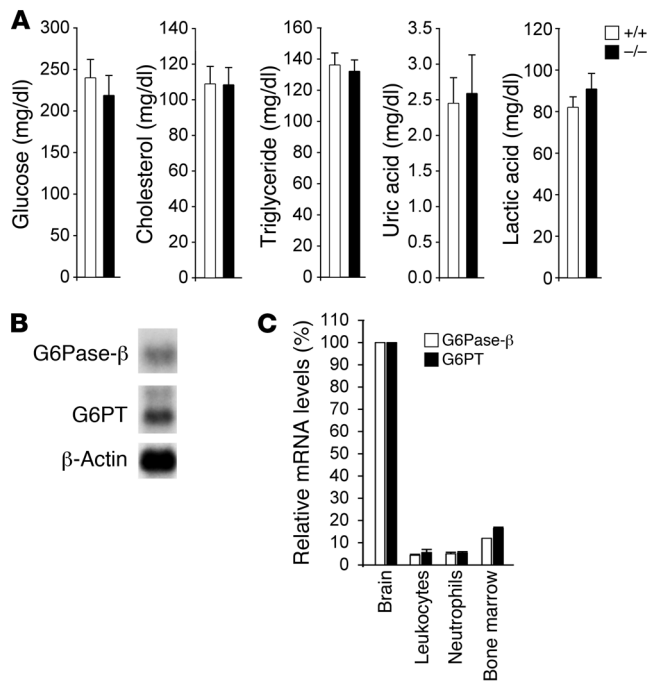 A
Glucose (mg/dl)
300
250
200
150
100
50
0
Cholesterol (mg/dl)
140
120
100
80
60
40
20
0
Triglyceride (mg/dl)
160
140
120
100
80
60
40
20
0
Uric acid (mg/dl)
3.5
3.0
2.5
2.0
1.5
1.0
0.5
0.0
Lactic acid (mg/dl)
120
100
80
60
40
20
0
+/+
−/−
B
G6Pase-β
G6PT
β-Actin
C
Relative mRNA levels (%)
110
100
90
80
70
60
50
40
30
20
10
0
G6Pase-β
G6PT
Brain
Leukocytes
Neutrophils
Bone marrow